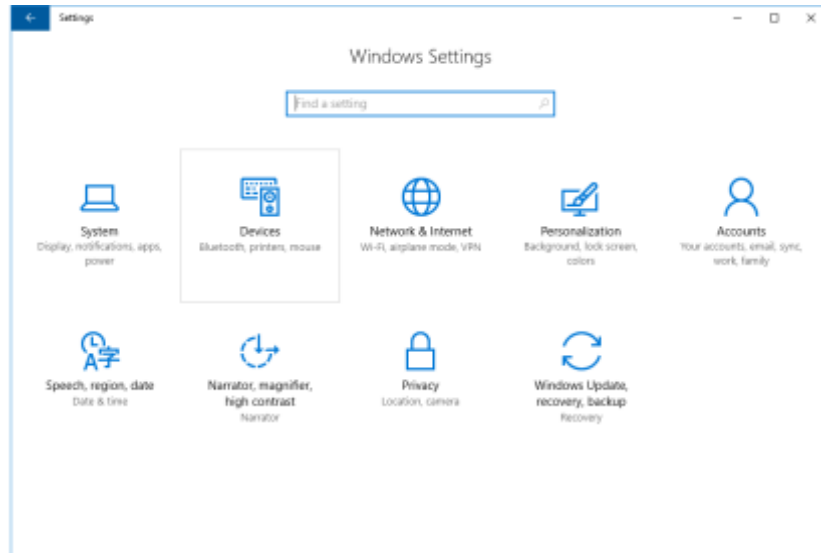 Settings
Windows Settings
Find a setting
System
Display, notifications, apps,
power
Devices
Bluetooth, printers, mouse
Network & Internet
Wi-Fi, airplane mode, VPN
Personalization
Background, lock screen,
colors
Accounts
Your accounts, email, sync,
work, family
Speech, region, date
Date & time
Narrator, magnifier,
high contrast
Narrator
Privacy
Location, camera
Windows Update,
recovery, backup
Recovery